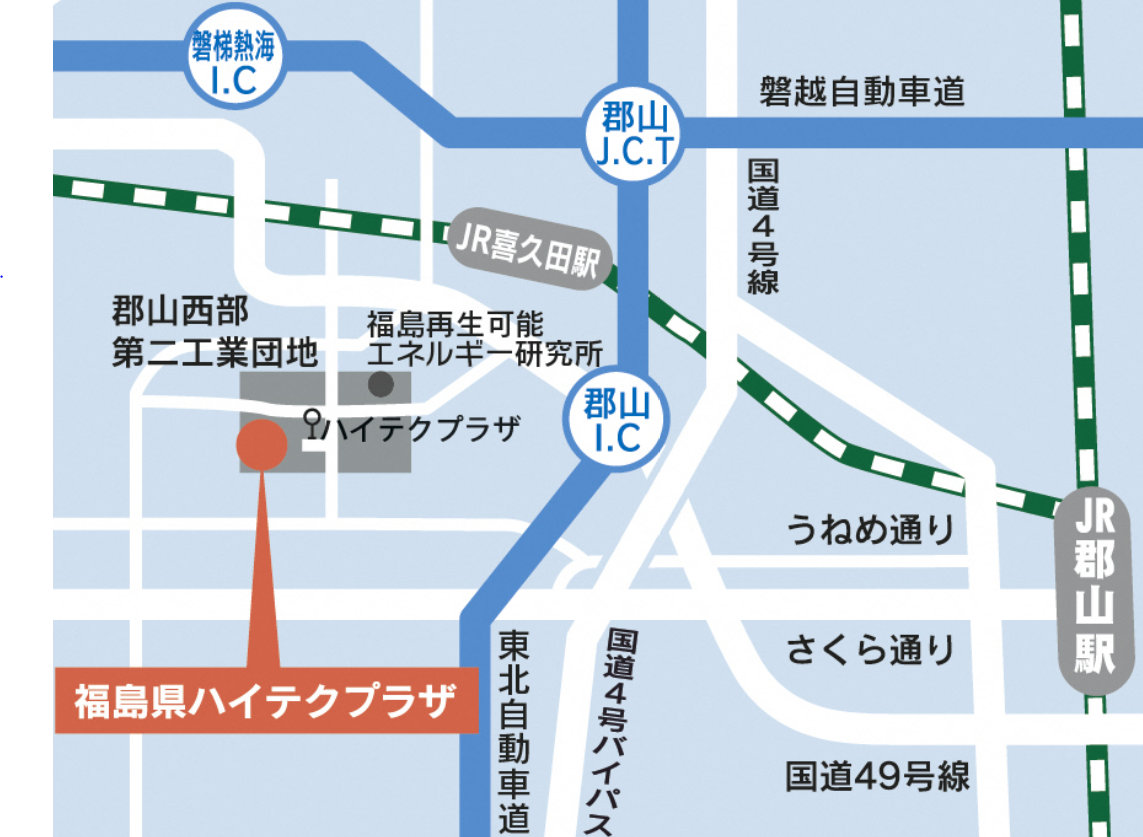 磐梯熱海
I.C
郡山
J.C.T
磐越自動車道
国道4号線
JR喜久田駅
郡山西部
第二工業団地
福島再生可能
エネルギー研究所
ハイテクプラザ
郡山
I.C
うねめ通り
JR郡山駅
さくら通り
福島県ハイテクプラザ
東北自動車道
国道4号バイパス
国道49号線